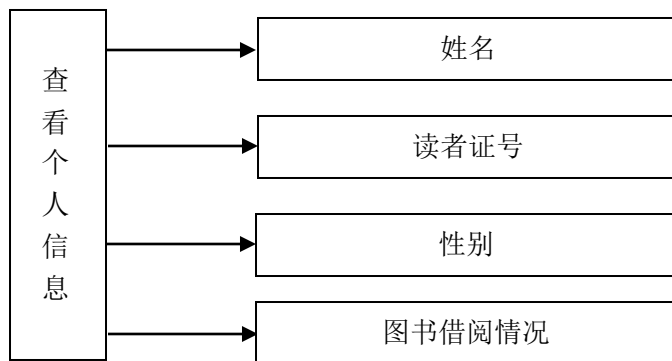 查看个人信息
姓名
读者证号
性别
图书借阅情况